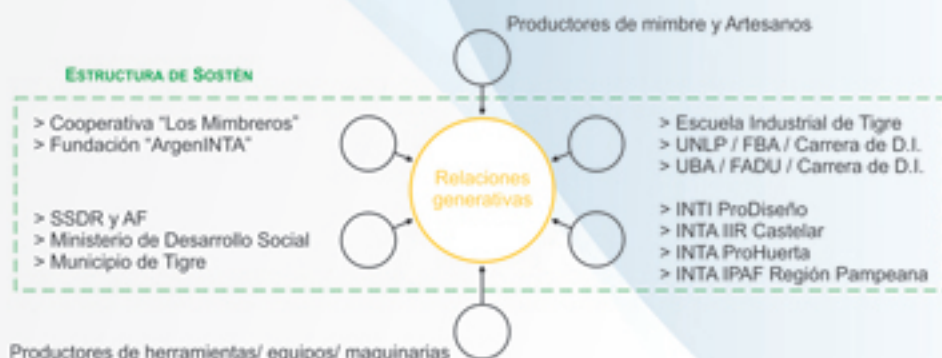 Productores de mimbre y Artesanos
ESTRUCTURA DE SOSTÉN
> Cooperativa “Los Mimbreros”
> Fundación “ArgenINTA”
> Escuela Industrial de Tigre
> UNLP / FBA / Carrera de D.I.
> UBA / FADU / Carrera de D.I.
Relaciones
generativas
> SSDR y AF
> Ministerio de Desarrollo Social
> Municipio de Tigre
> INTI ProDiseño
> INTA IIR Castelar
> INTA ProHuerta
> INTA IPAF Región Pampeana
Productores de herramientas/ equipos/ maquinarias